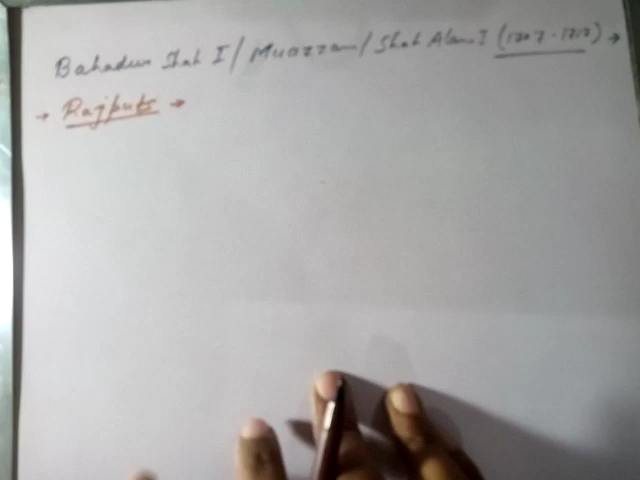 Bahadur Shah I / Muazzam / Shah Alam I (1707 - 1712) →
→ Rajputs →